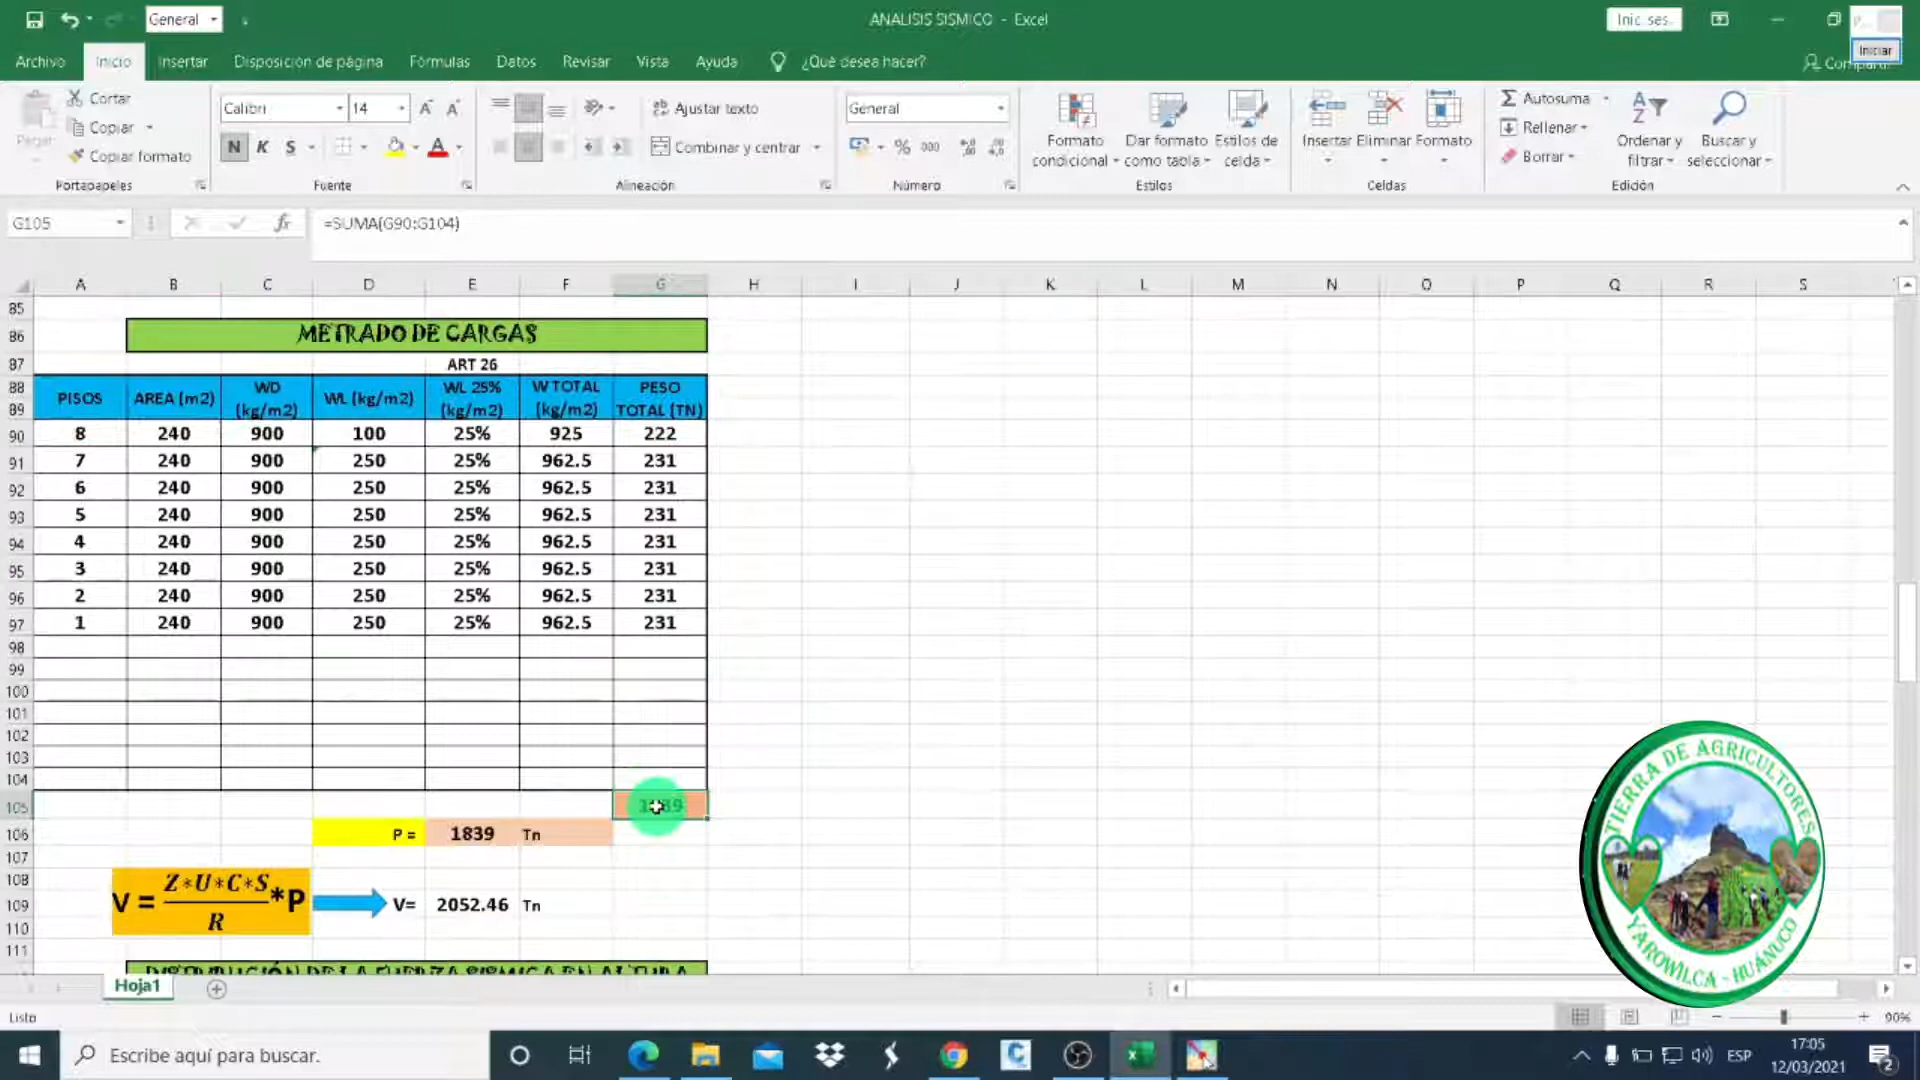 General
ANALISIS SISMICO - Excel
Inic. ses.
Iniciar
Archivo Inicio Insertar Disposición de página Fórmulas Datos Revisar Vista Ayuda ¿Qué desea hacer?
Pegar
Cortar
Copiar
Copiar formato
Portapapeles
Calibri 14
N K S
Fuente
Ajustar texto
Combinar y centrar
Alineación
General
% 000
Número
Formato condicional
Dar formato como tabla
Estilos de celda
Estilos
Insertar Eliminar Formato
Celdas
Autosuma
Rellenar
Borrar
Ordenar y filtrar
Buscar y seleccionar
Edición
G105 fx =SUMA(G90:G104)
A B C D E F G H I J K L M N O P Q R S
85
86 METRADO DE CARGAS
87 ART 26
88
89
PISOS AREA (m2) WD (kg/m2) WL (kg/m2) WL 25% (kg/m2) W TOTAL (kg/m2) PESO TOTAL (TN)
90 8 240 900 100 25% 925 222
91 7 240 900 250 25% 962.5 231
92 6 240 900 250 25% 962.5 231
93 5 240 900 250 25% 962.5 231
94 4 240 900 250 25% 962.5 231
95 3 240 900 250 25% 962.5 231
96 2 240 900 250 25% 962.5 231
97 1 240 900 250 25% 962.5 231
98
99
100
101
102
103
104
105
106 P = 1839 Tn
107
108
109
110
V = Z*U*C*S / R *P V= 2052.46 Tn
111
DISTRIBUCIÓN DE LA FUERZA SISMICA EN ALTURA
Hoja1
Listo
90%
TIERRA DE AGRICULTORES
YAROWILCA - HUÁNUCO
Escribe aquí para buscar.
ESP
17:05
12/03/2021
2